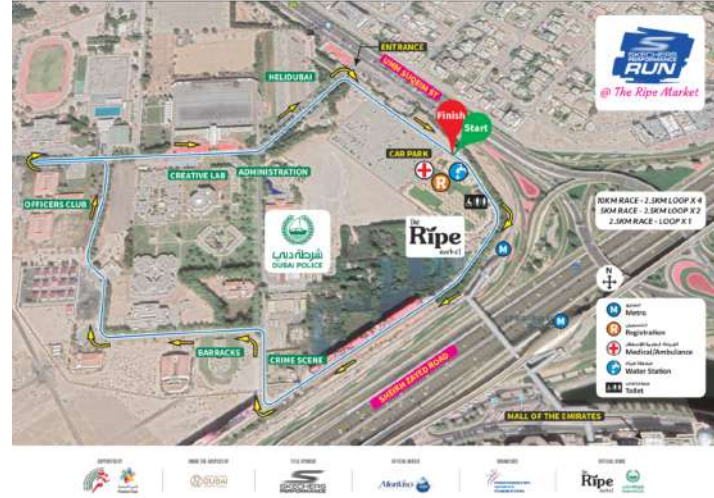 SKECHERS
PERFORMANCE
RUN
@ The Ripe Market
ENTRANCE
UMM SUQEIM ST
HELIDUBAI
Finish
Start
CAR PARK
R
CREATIVE LAB
ADMINISTRATION
OFFICERS CLUB
10KM RACE - 2.5KM LOOP X 4
5KM RACE - 2.5KM LOOP X 2
2.5KM RACE - LOOP X 1
شرطة دبي
DUBAI POLICE
the
Ripe
market
M
N
M
Metro
R
Registration
Medical/Ambulance
Water Station
Toilet
M
BARRACKS
CRIME SCENE
SHEIKH ZAYED ROAD
MALL OF THE EMIRATES
DUBAI
SKECHERS
PERFORMANCE
the
Ripe
market